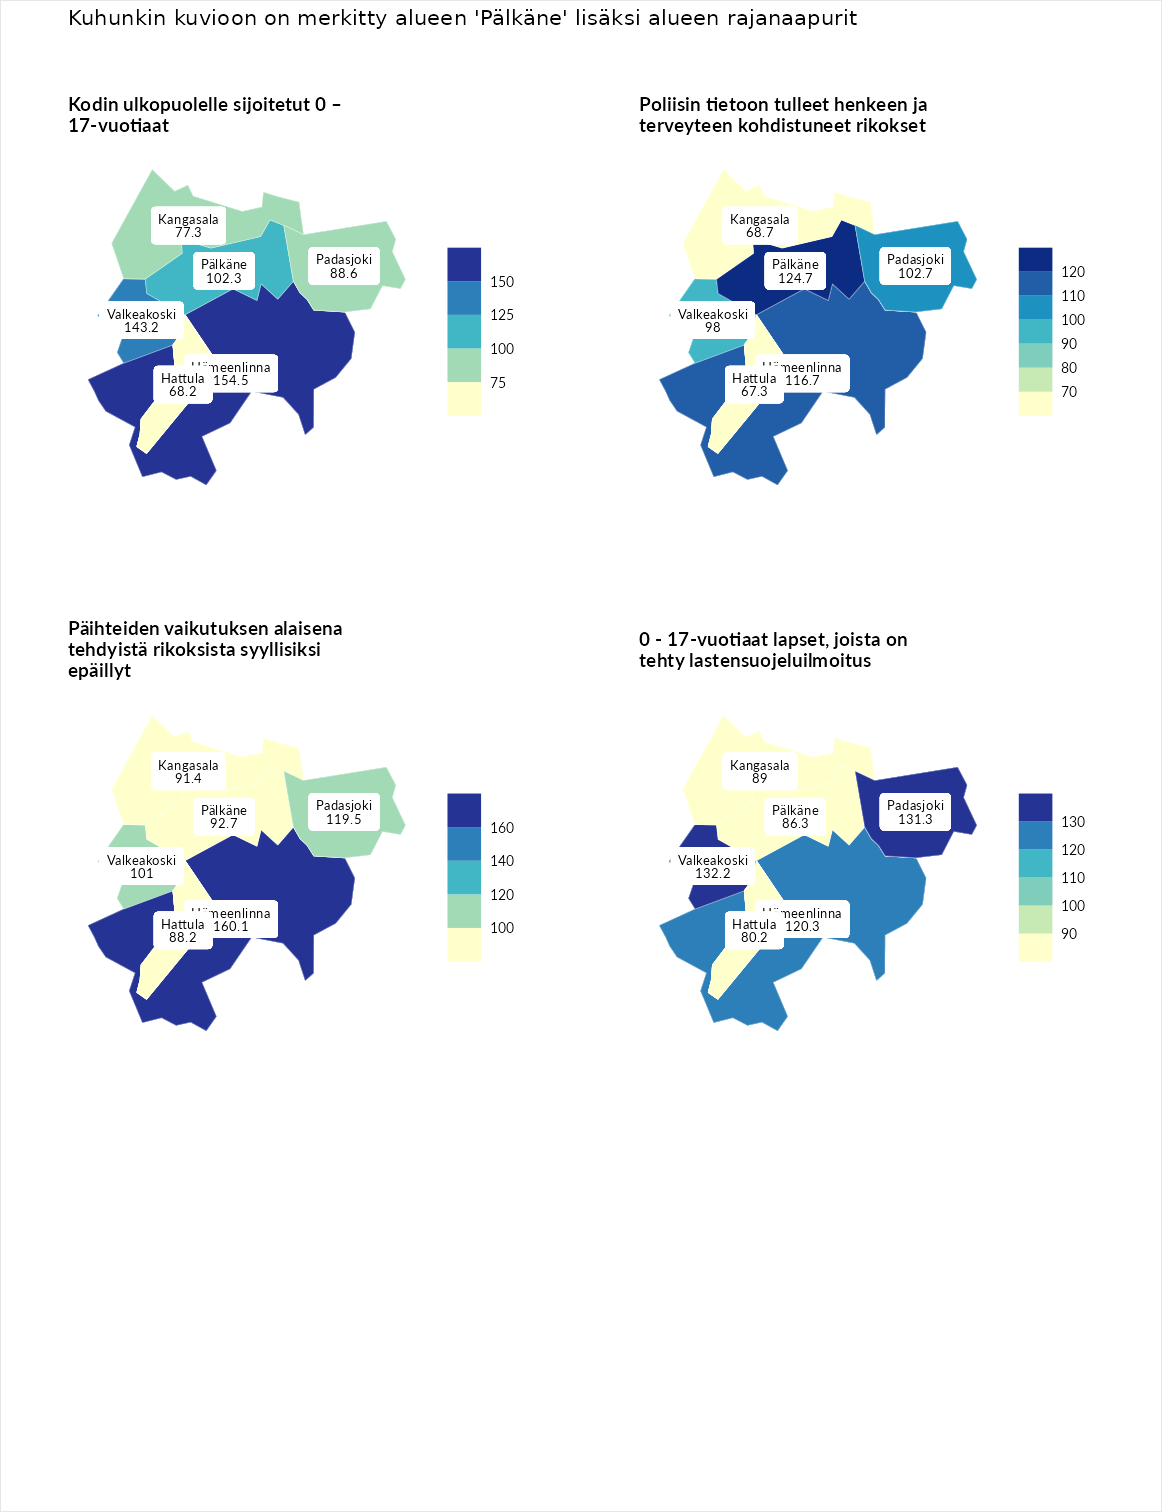 Kuhunkin kuvioon on merkitty alueen 'Pälkäne' lisäksi alueen rajanaapurit
Kodin ulkopuolelle sijoitetut 0 –
17-vuotiaat
Kangasala
77.3
Pälkäne
102.3
Padasjoki
88.6
Valkeakoski
143.2
Hämeenlinna
154.5
Hattula
68.2
150
125
100
75
Poliisin tietoon tulleet henkeen ja
terveyteen kohdistuneet rikokset
Kangasala
68.7
Pälkäne
124.7
Padasjoki
102.7
Valkeakoski
98
Hämeenlinna
116.7
Hattula
67.3
120
110
100
90
80
70
Päihteiden vaikutuksen alaisena
tehdyistä rikoksista syyllisiksi
epäillyt
Kangasala
91.4
Pälkäne
92.7
Padasjoki
119.5
Valkeakoski
101
Hämeenlinna
160.1
Hattula
88.2
160
140
120
100
0 - 17-vuotiaat lapset, joista on
tehty lastensuojeluilmoitus
Kangasala
89
Pälkäne
86.3
Padasjoki
131.3
Valkeakoski
132.2
Hämeenlinna
120.3
Hattula
80.2
130
120
110
100
90